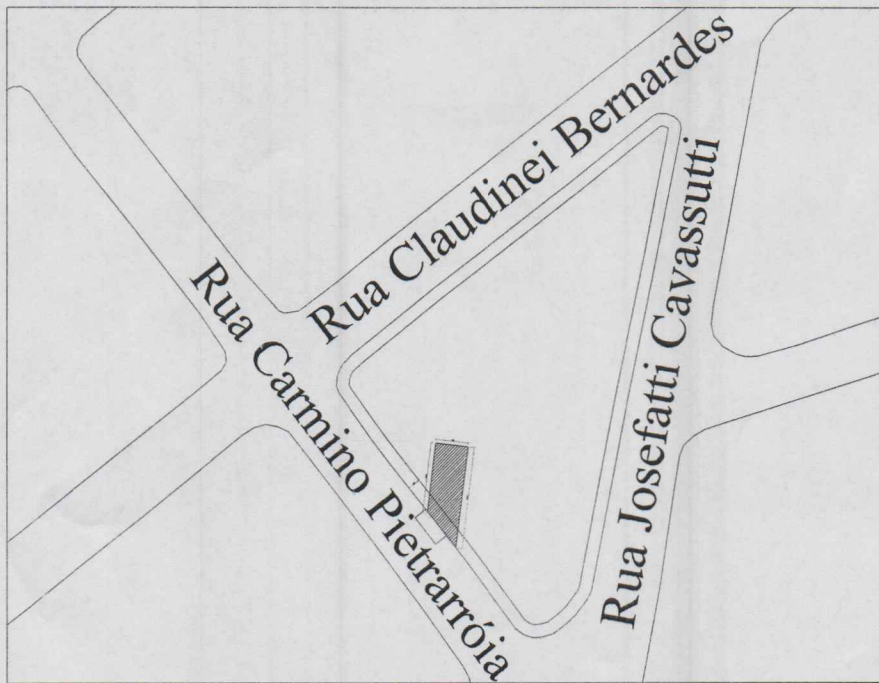 Rua Claudinei Bernardes
Rua Carmino Pietrarróia
Rua Josefatti Cavassutti